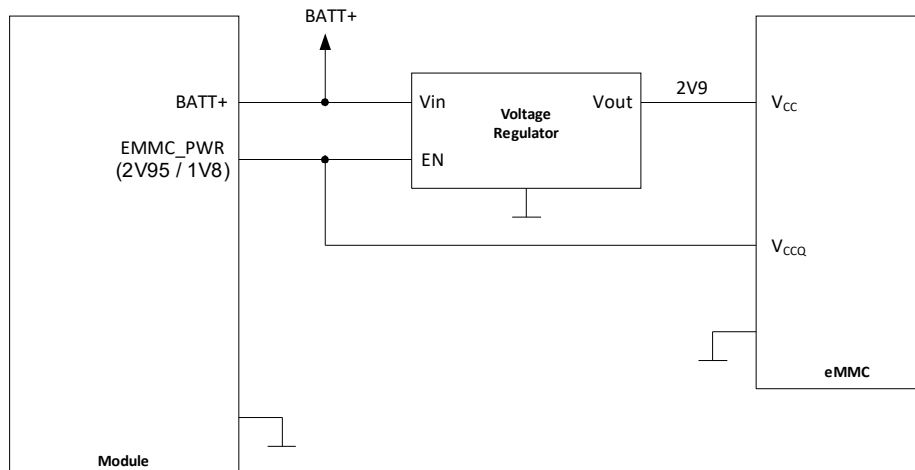 BATT+
BATT+
Vin
Vout
2V9
VCC
Voltage
Regulator
EMMC_PWR
(2V95 / 1V8)
EN
VCCQ
eMMC
Module